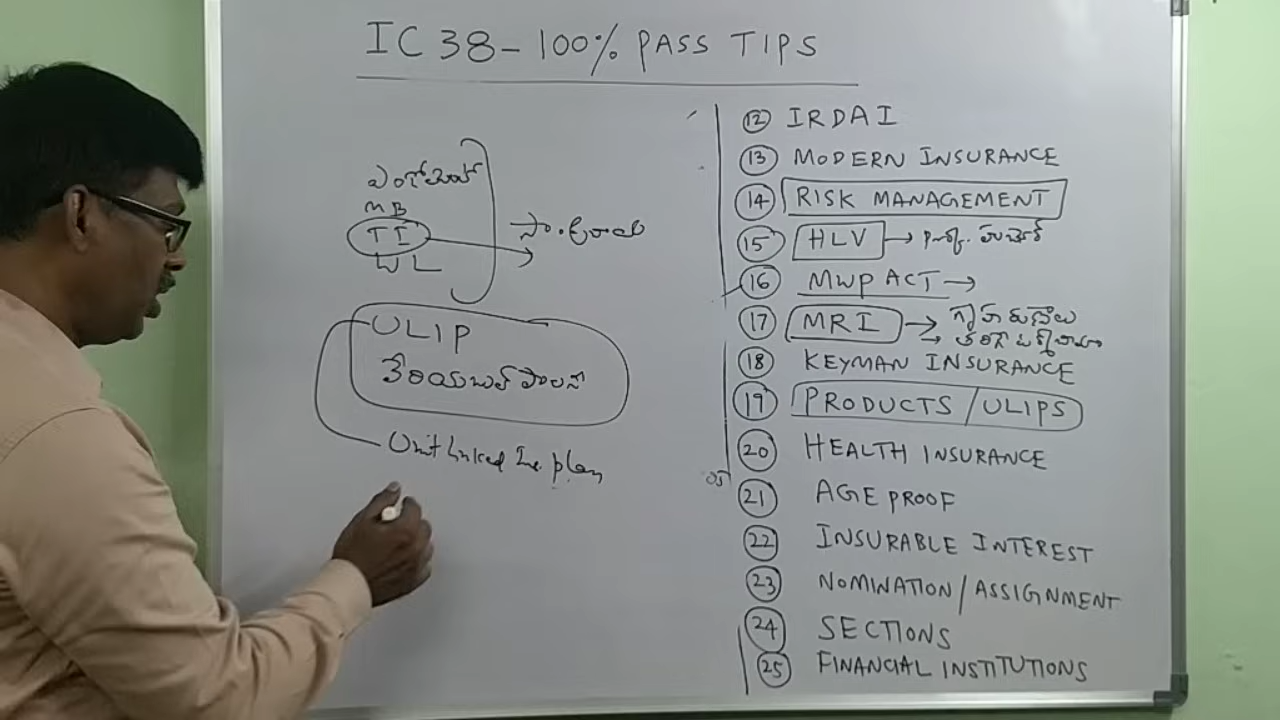 IC 38 - 100% PASS TIPS
ఎండోమెంట్
MB
TI
WL
ULIP
వేరియబుల్ పాలసీ
Unit linked Ins. plan
12 IRDAI
13 MODERN INSURANCE
14 RISK MANAGEMENT
15 HLV →
16 MWP ACT →
17 MRI → గృహ రుణాలు
18 KEYMAN INSURANCE
19 PRODUCTS / ULIPS
20 HEALTH INSURANCE
21 AGE PROOF
22 INSURABLE INTEREST
23 NOMINATION / ASSIGNMENT
24 SECTIONS
25 FINANCIAL INSTITUTIONS